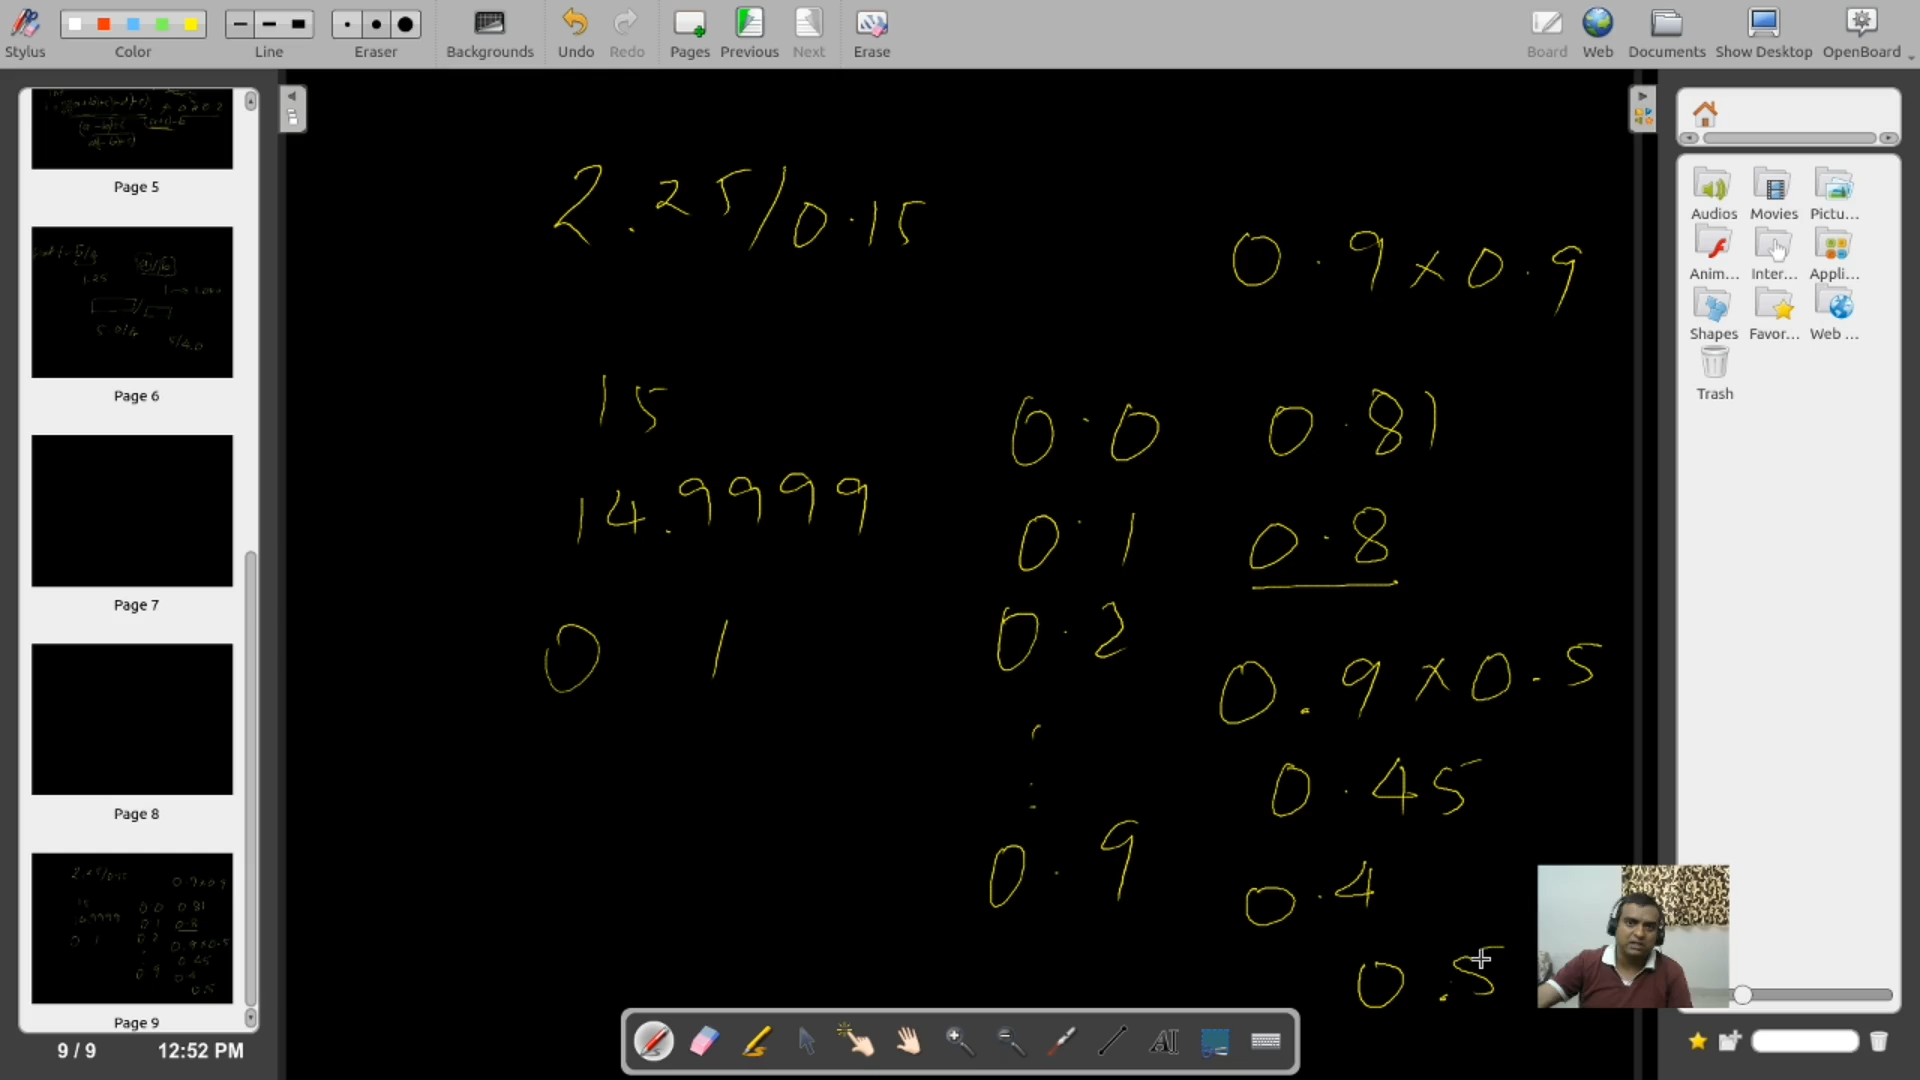 Stylus
Color
Line
Eraser
Backgrounds
Undo
Redo
Pages
Previous
Next
Erase
Board
Web
Documents
Show Desktop
OpenBoard
Page 5
Page 6
Page 7
Page 8
Page 9
9 / 9
12:52 PM
2.25/0.15
15
14.9999
0 1
0.0
0.1
0.2
0.9
0.9 x 0.9
0.81
0.8
0.9 x 0.5
0.45
0.4
0.5
Audios
Movies
Pictu...
Anim...
Inter...
Appli...
Shapes
Favor...
Web ...
Trash
AI